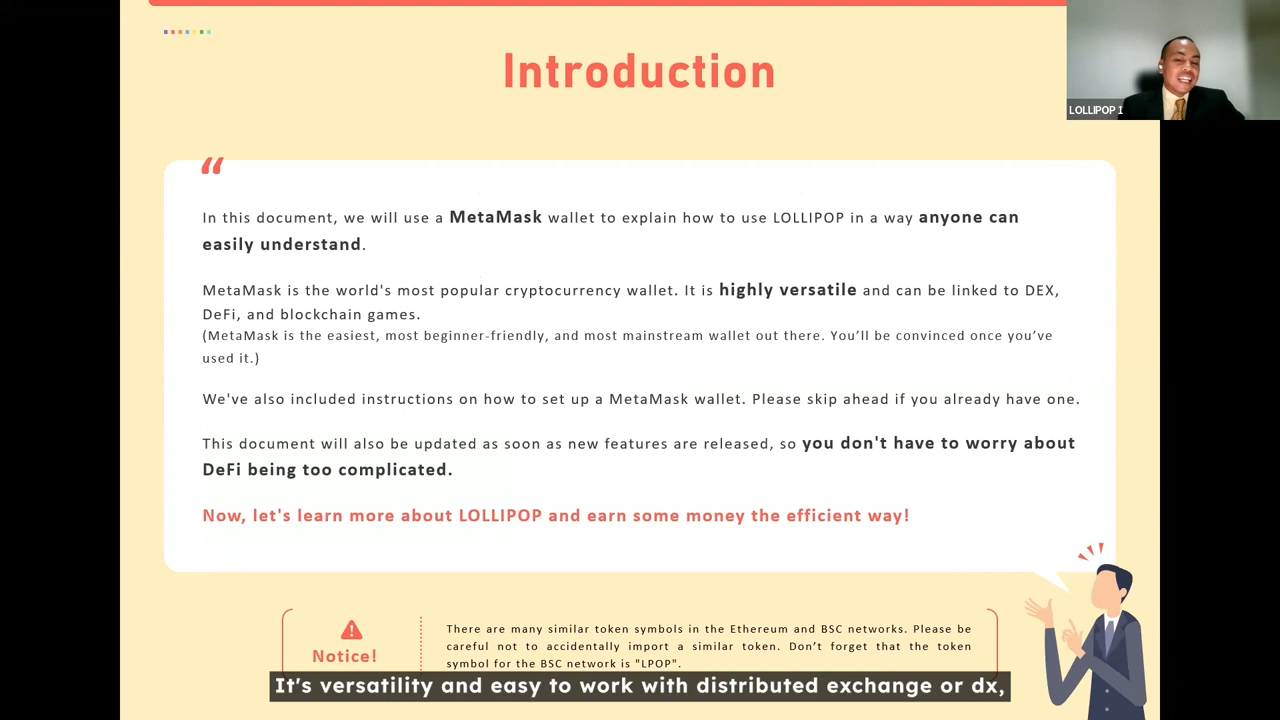 Introduction
LOLLIPOP 1
“
In this document, we will use a MetaMask wallet to explain how to use LOLLIPOP in a way anyone can
easily understand.
MetaMask is the world's most popular cryptocurrency wallet. It is highly versatile and can be linked to DEX,
DeFi, and blockchain games.
(MetaMask is the easiest, most beginner-friendly, and most mainstream wallet out there. You’ll be convinced once you’ve
used it.)
We've also included instructions on how to set up a MetaMask wallet. Please skip ahead if you already have one.
This document will also be updated as soon as new features are released, so you don't have to worry about
DeFi being too complicated.
Now, let's learn more about LOLLIPOP and earn some money the efficient way!
Notice!
There are many similar token symbols in the Ethereum and BSC networks. Please be
careful not to accidentally import a similar token. Don’t forget that the token
symbol for the BSC network is "LPOP".
It's versatility and easy to work with distributed exchange or dx,